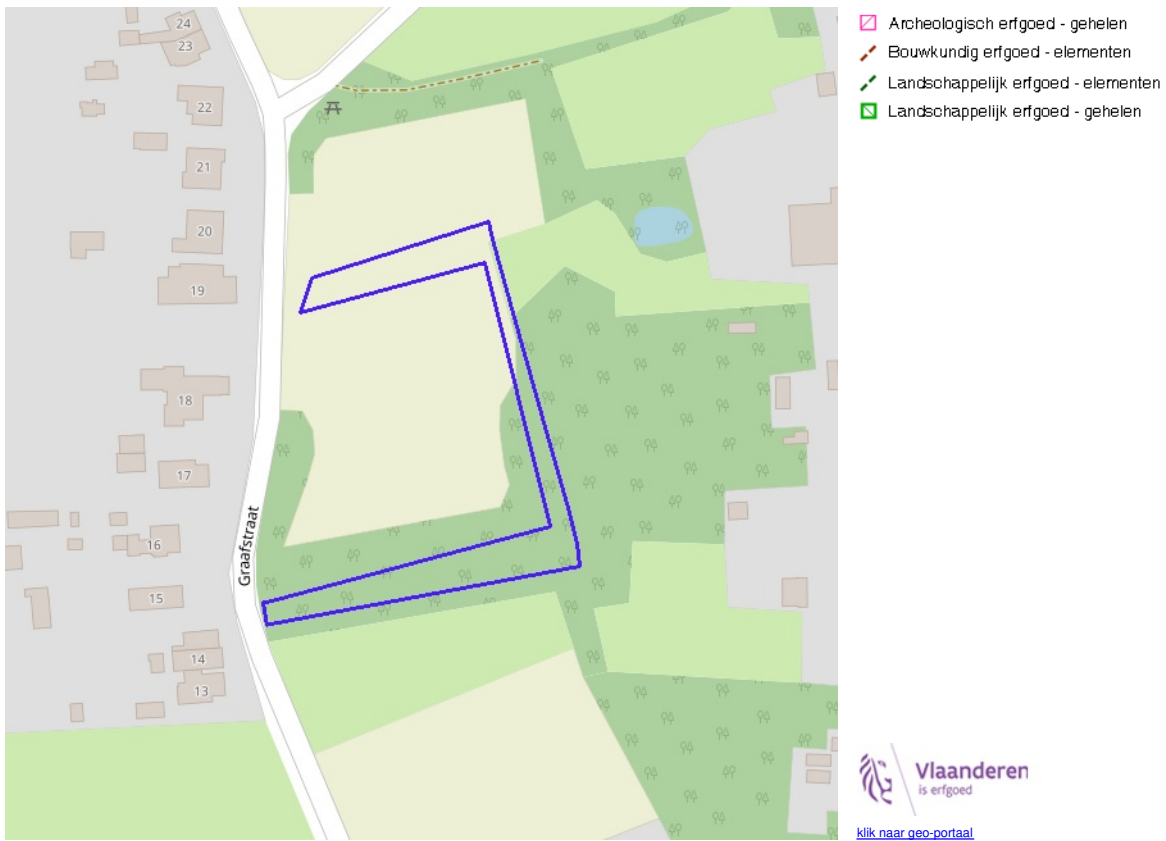 24
23
22
21
20
19
18
17
16
15
14
13
Graafstraat
Archeologisch erfgoed - gehelen
Bouwkundig erfgoed - elementen
Landschappelijk erfgoed - elementen
Landschappelijk erfgoed - gehelen
Vlaanderen
is erfgoed
klik naar geo-portaal